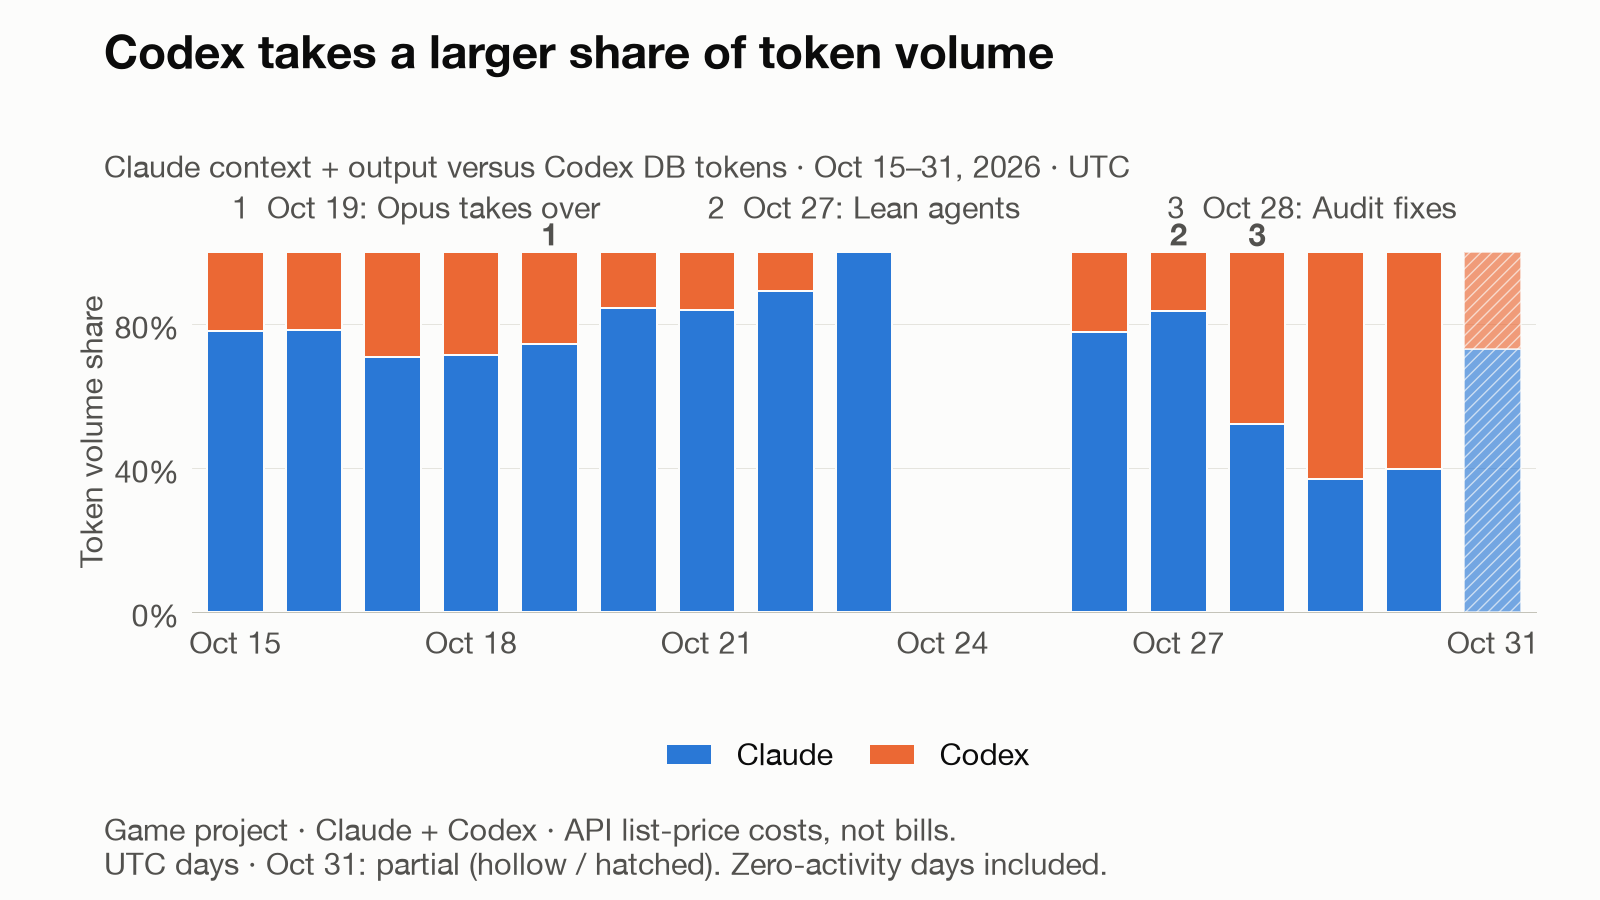 Codex takes a larger share of token volume
Claude context + output versus Codex DB tokens · Oct 15–31, 2026 · UTC
1 Oct 19: Opus takes over 2 Oct 27: Lean agents 3 Oct 28: Audit fixes
1 2 3
Token volume share
80%
40%
0%
Oct 15 Oct 18 Oct 21 Oct 24 Oct 27 Oct 31
Claude Codex
Game project · Claude + Codex · API list-price costs, not bills.
UTC days · Oct 31: partial (hollow / hatched). Zero-activity days included.